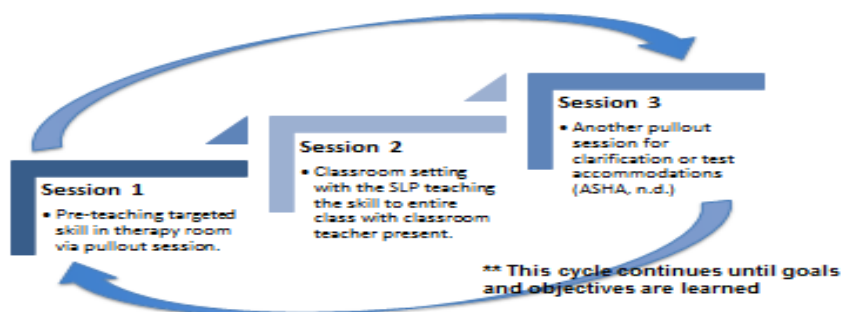 Session 1
• Pre-teaching targeted
skill in therapy room
via pullout session.
Session 2
• Classroom setting
with the SLP teaching
the skill to entire
class with classroom
teacher present.
Session 3
• Another pullout
session for
clarification or test
accommodations
(ASHA, n.d.)
** This cycle continues until goals
and objectives are learned